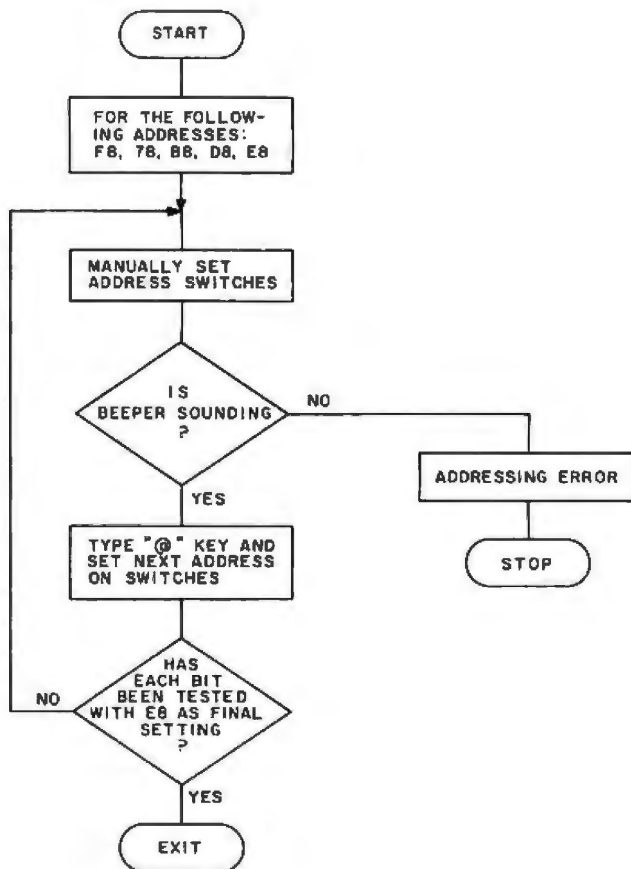 START
FOR THE FOLLOW-
ING ADDRESSES:
F8, 78, B8, D8, E8
MANUALLY SET
ADDRESS SWITCHES
IS
BEEPER SOUNDING
?
NO
ADDRESSING ERROR
STOP
YES
TYPE "@" KEY AND
SET NEXT ADDRESS
ON SWITCHES
HAS
EACH BIT
BEEN TESTED
WITH E8 AS FINAL
SETTING
?
NO
YES
EXIT